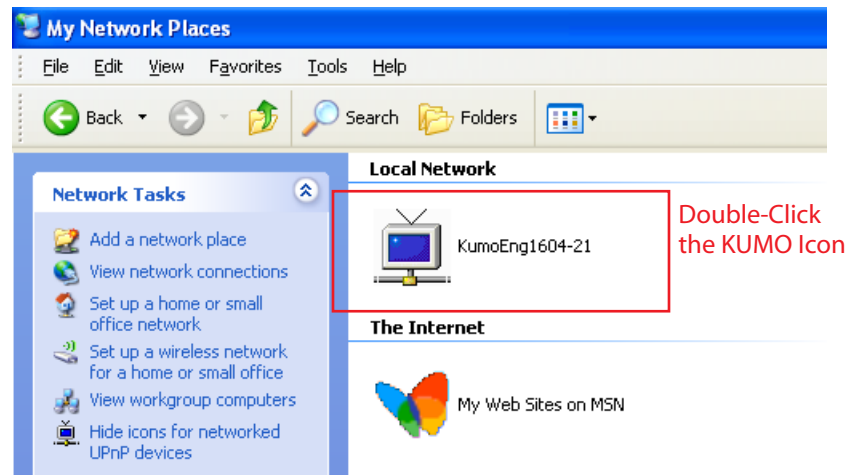 My Network Places
File Edit View Favorites Tools Help
Back Search Folders
Network Tasks
Add a network place
View network connections
Set up a home or small
office network
Set up a wireless network
for a home or small office
View workgroup computers
Hide icons for networked
UPnP devices
Local Network
KumoEng1604-21
Double-Click
the KUMO Icon
The Internet
My Web Sites on MSN